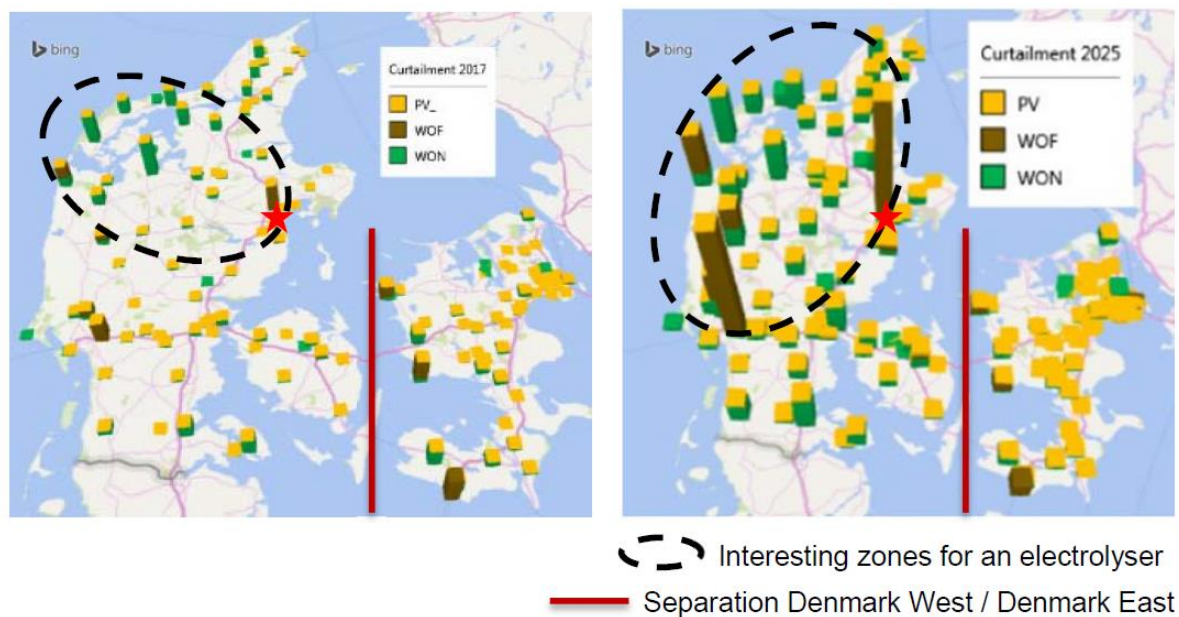 bing
Curtailment 2017
PV_
WOF
WON
bing
Curtailment 2025
PV
WOF
WON
Interesting zones for an electrolyser
Separation Denmark West / Denmark East